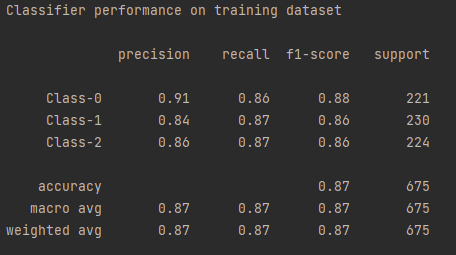 Classifier performance on training dataset
precision recall f1-score support
Class-0 0.91 0.86 0.88 221
Class-1 0.84 0.87 0.86 230
Class-2 0.86 0.87 0.86 224
accuracy 0.87 675
macro avg 0.87 0.87 0.87 675
weighted avg 0.87 0.87 0.87 675